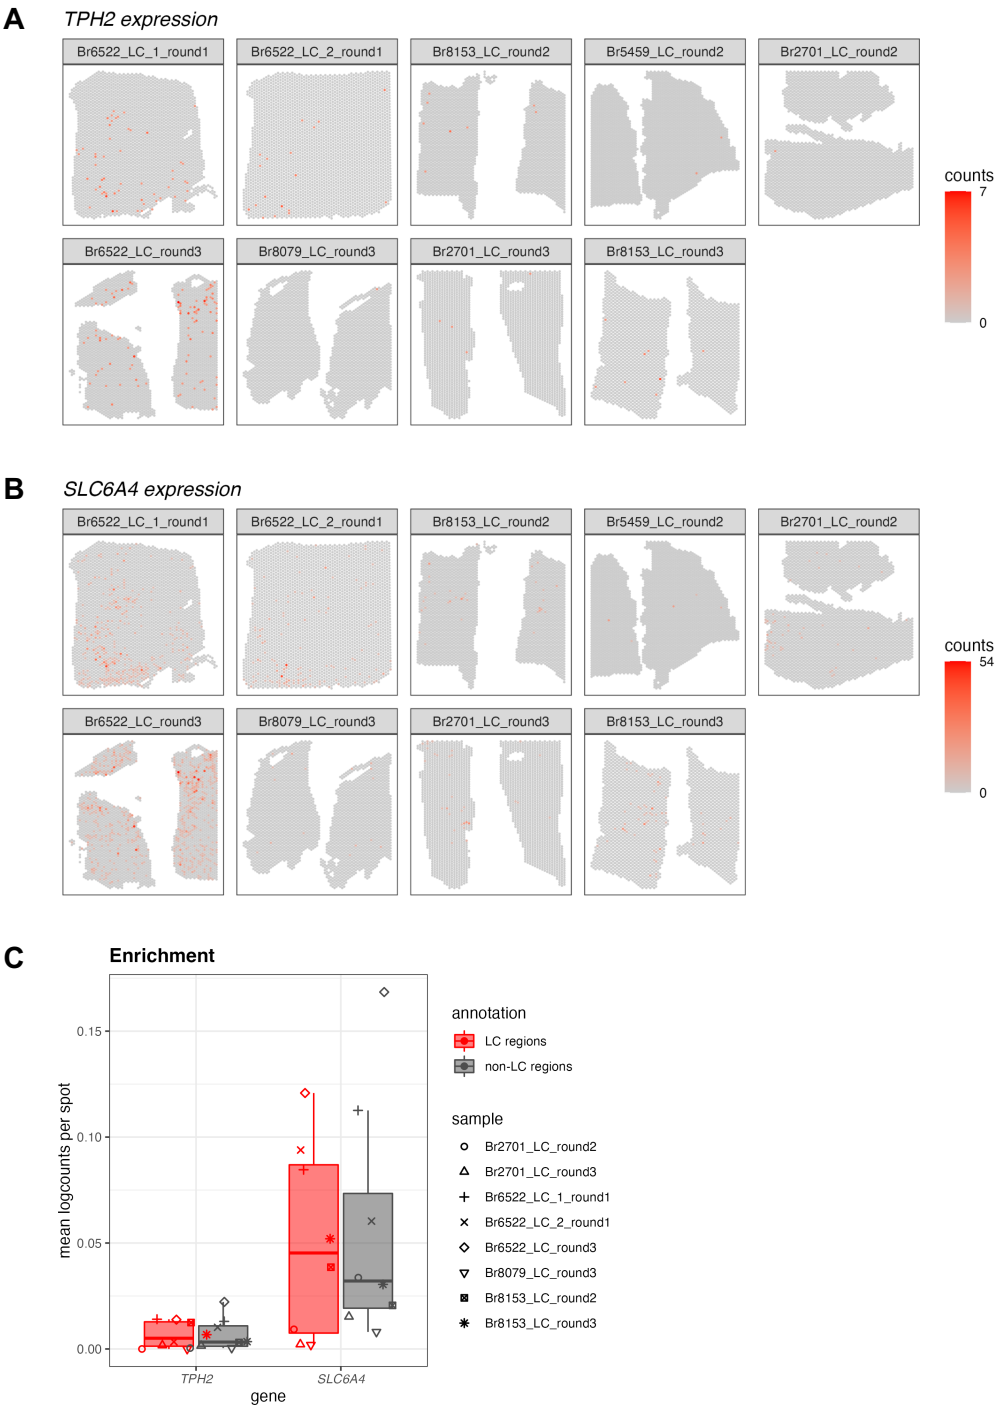 A
TPH2 expression
Br6522_LC_1_round1 Br6522_LC_2_round1 Br8153_LC_round2 Br5459_LC_round2 Br2701_LC_round2
Br6522_LC_round3 Br8079_LC_round3 Br2701_LC_round3 Br8153_LC_round3
counts
7
0
B
SLC6A4 expression
Br6522_LC_1_round1 Br6522_LC_2_round1 Br8153_LC_round2 Br5459_LC_round2 Br2701_LC_round2
Br6522_LC_round3 Br8079_LC_round3 Br2701_LC_round3 Br8153_LC_round3
counts
54
0
C
Enrichment
mean logcounts per spot
0.15
0.10
0.05
0.00
TPH2 SLC6A4
gene
annotation
LC regions
non-LC regions
sample
Br2701_LC_round2
Br2701_LC_round3
Br6522_LC_1_round1
Br6522_LC_2_round1
Br6522_LC_round3
Br8079_LC_round3
Br8153_LC_round2
Br8153_LC_round3